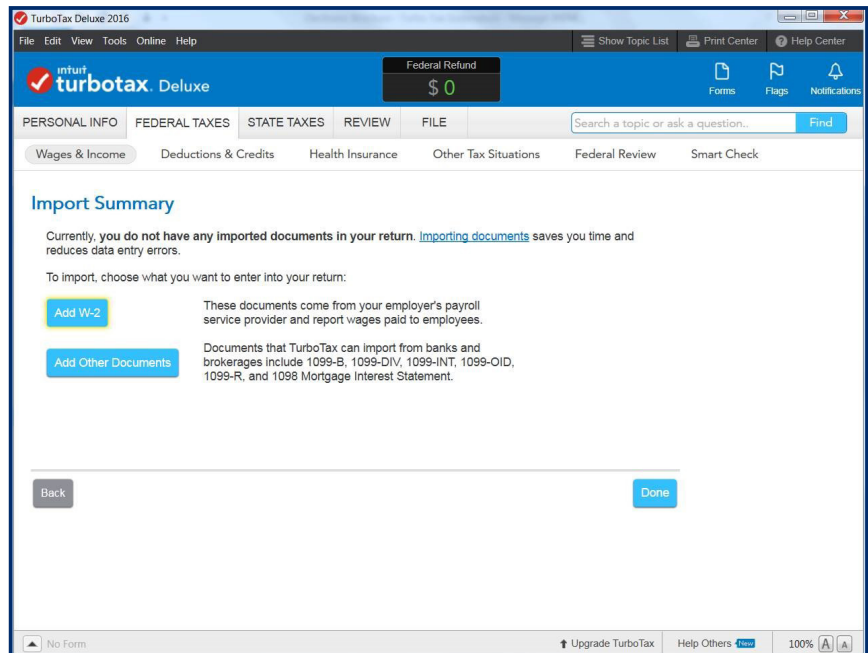 TurboTax Deluxe 2016
File Edit View Tools Online Help
Show Topic List
Print Center
Help Center
intuit
turbotax. Deluxe
Federal Refund
$ 0
Forms
Flags
Notifications
PERSONAL INFO
FEDERAL TAXES
STATE TAXES
REVIEW
FILE
Search a topic or ask a question..
Find
Wages & Income
Deductions & Credits
Health Insurance
Other Tax Situations
Federal Review
Smart Check
Import Summary
Currently, you do not have any imported documents in your return. Importing documents saves you time and
reduces data entry errors.
To import, choose what you want to enter into your return:
Add W-2
These documents come from your employer's payroll
service provider and report wages paid to employees.
Add Other Documents
Documents that TurboTax can import from banks and
brokerages include 1099-B, 1099-DIV, 1099-INT, 1099-OID,
1099-R, and 1098 Mortgage Interest Statement.
Back
Done
No Form
Upgrade TurboTax
Help Others New
100% A A